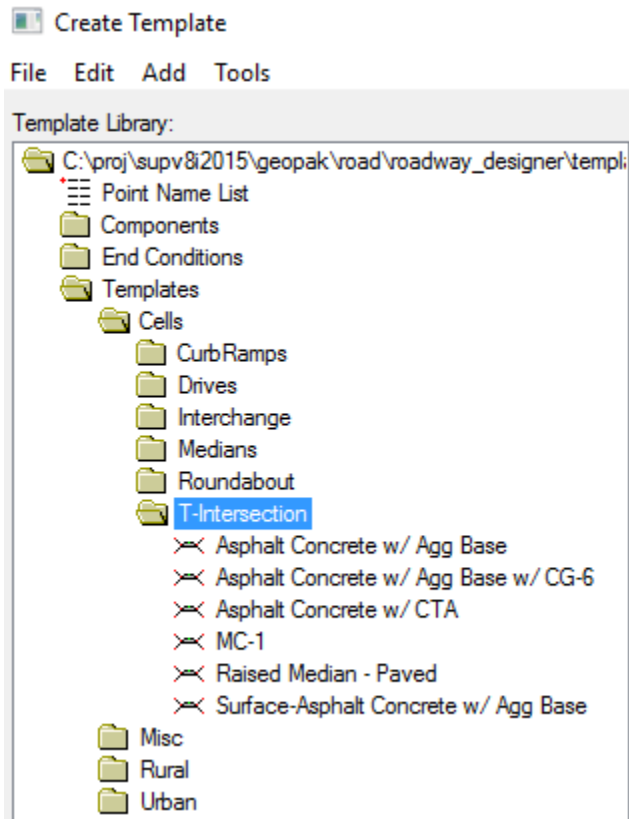 Create Template
File Edit Add Tools
Template Library:
C:\proj\supv8i2015\geopak\road\roadway_designer\templ
Point Name List
Components
End Conditions
Templates
Cells
CurbRamps
Drives
Interchange
Medians
Roundabout
T-Intersection
Asphalt Concrete w/ Agg Base
Asphalt Concrete w/ Agg Base w/ CG-6
Asphalt Concrete w/ CTA
MC-1
Raised Median - Paved
Surface-Asphalt Concrete w/ Agg Base
Misc
Rural
Urban